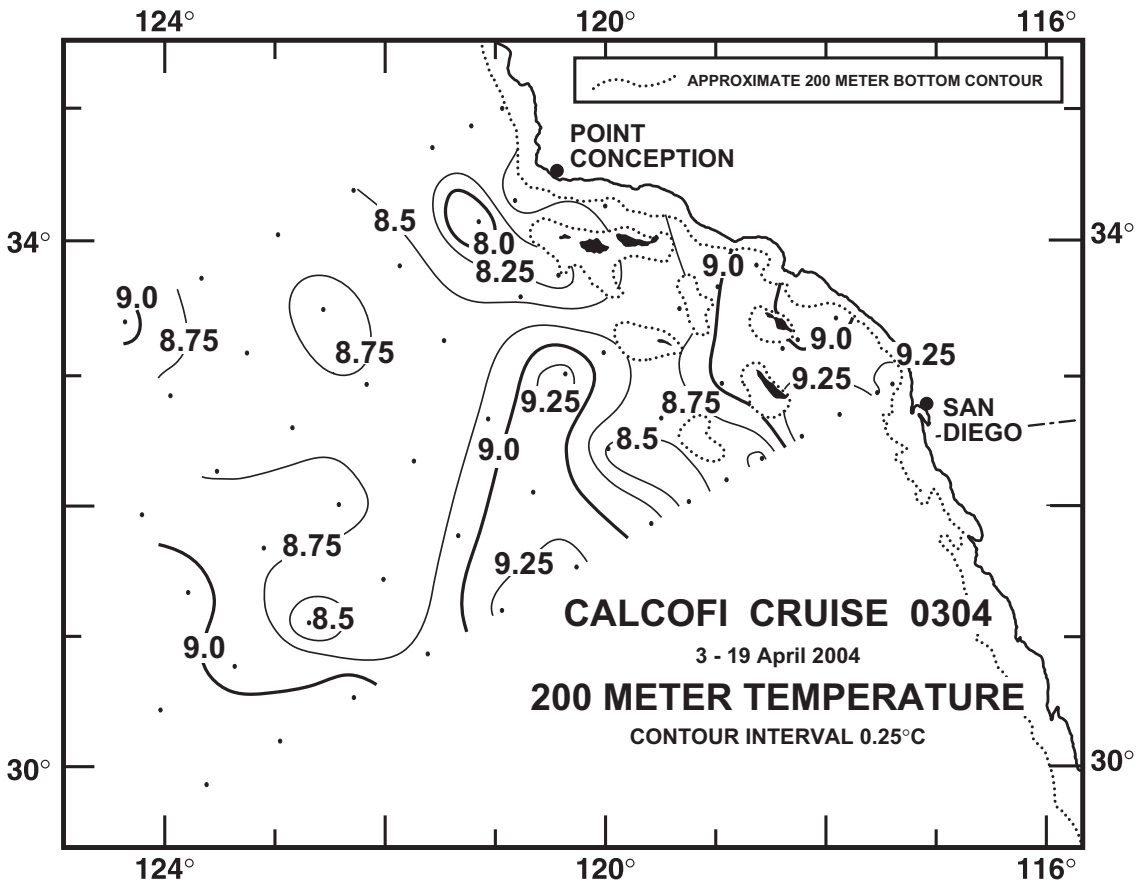 124° 120° 116°
APPROXIMATE 200 METER BOTTOM CONTOUR
POINT
CONCEPTION
8.5
34° 8.0 34°
8.25
9.0
9.0
8.75
8.75
9.0
9.25
9.25
9.25
8.75
SAN
DIEGO
8.5
9.0
8.75
9.25
8.5
CALCOFI CRUISE 0304
9.0
3 - 19 April 2004
200 METER TEMPERATURE
CONTOUR INTERVAL 0.25°C
30° 30°
124° 120° 116°